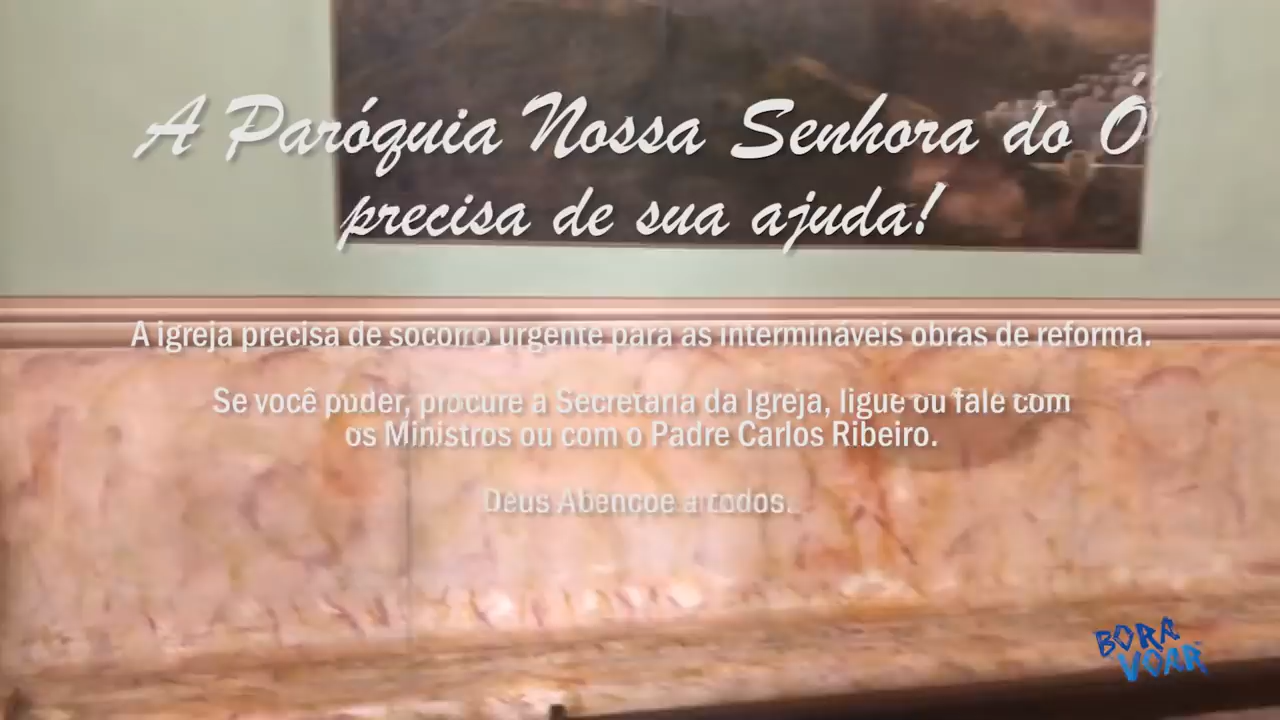 A Paróquia Nossa Senhora do Ó
precisa de sua ajuda!
A igreja precisa de socorro urgente para as intermináveis obras de reforma.
Se você puder, procure a Secretaria da Igreja, ligue ou fale com
os Ministros ou com o Padre Carlos Ribeiro.
Deus Abençoe a todos.
BORA
VOAR